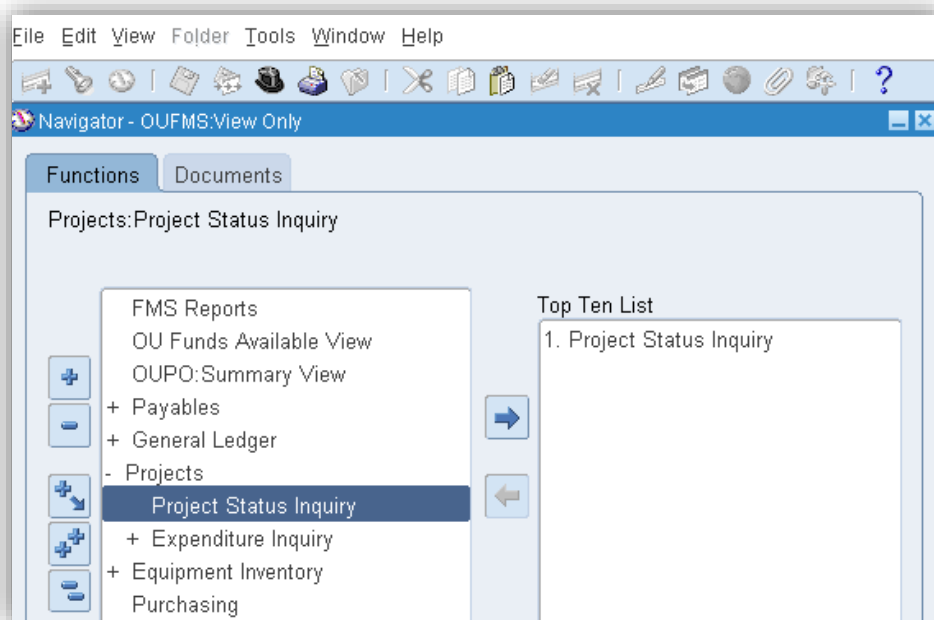 File Edit View Folder Tools Window Help
Navigator - OUFMS:View Only
Functions Documents
Projects:Project Status Inquiry
FMS Reports
OU Funds Available View
OUPO:Summary View
+ Payables
+ General Ledger
- Projects
Project Status Inquiry
+ Expenditure Inquiry
+ Equipment Inventory
Purchasing
Top Ten List
1. Project Status Inquiry